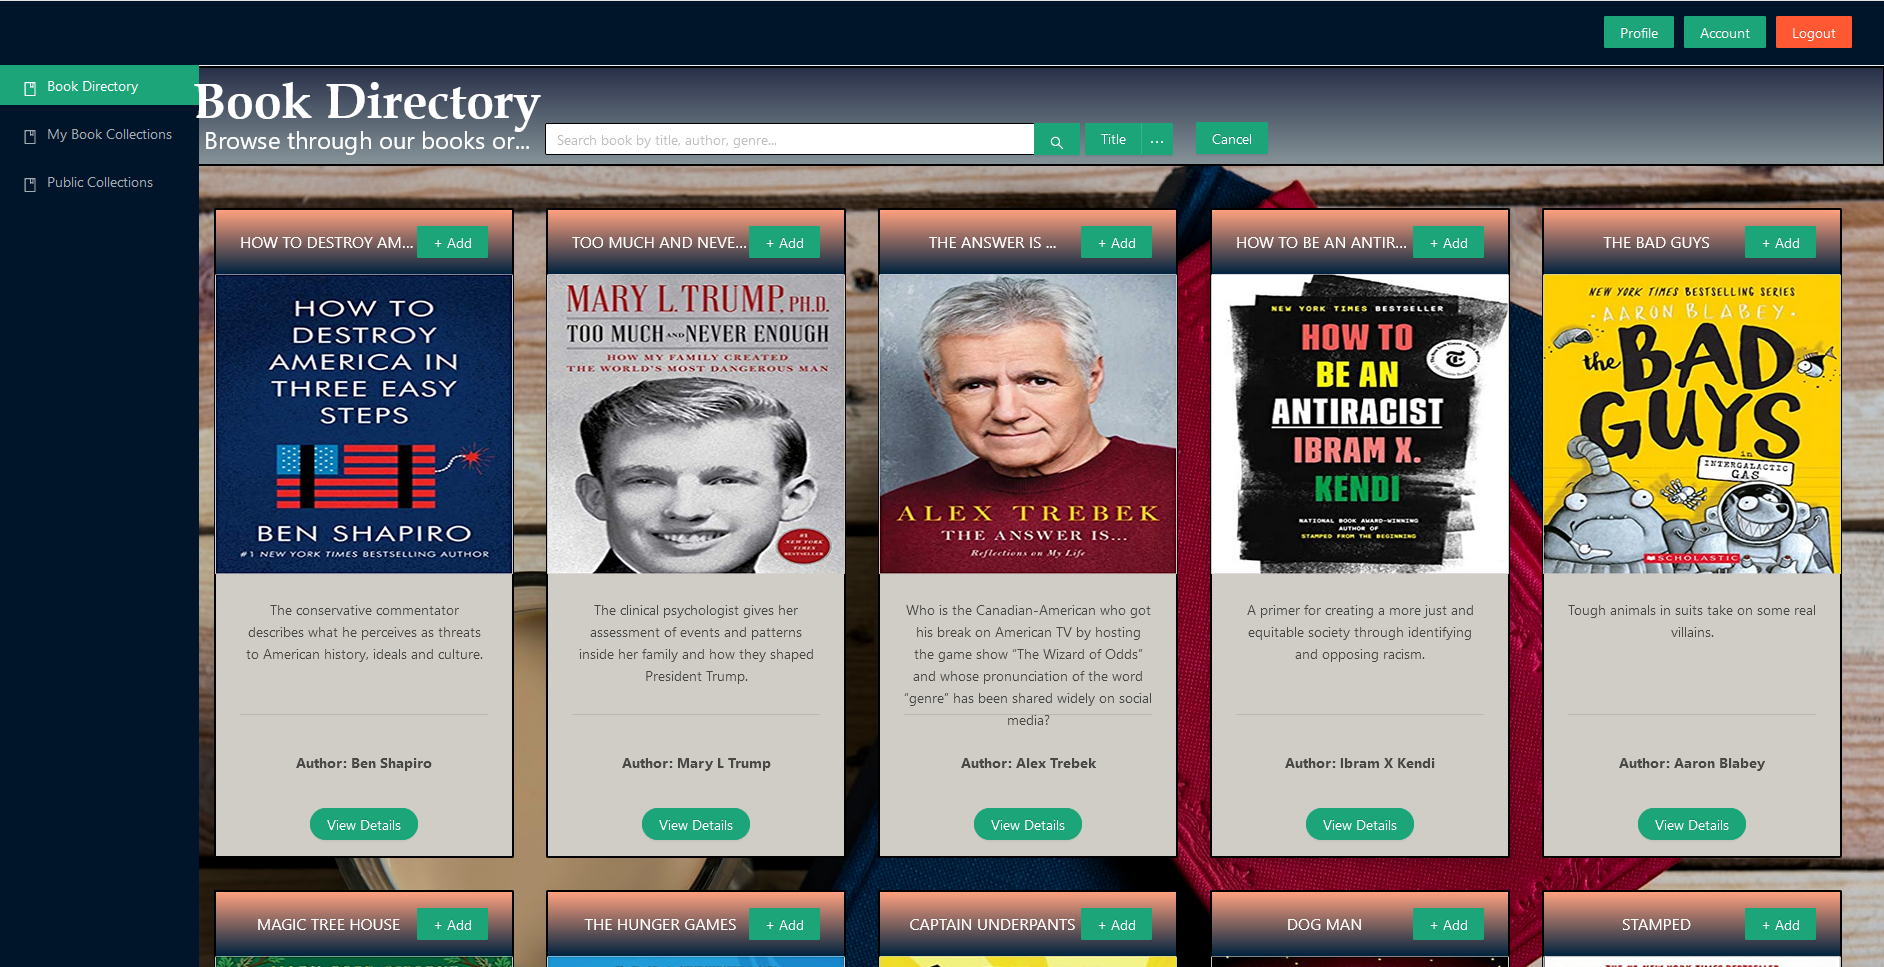 Profile
Account
Logout
Book Directory
My Book Collections
Public Collections
Book Directory
Browse through our books or...
Search book by title, author, genre...
Title
...
Cancel
HOW TO DESTROY AM...
+ Add
HOW TO
DESTROY
AMERICA IN
THREE EASY
STEPS
BEN SHAPIRO
#1 NEW YORK TIMES BESTSELLING AUTHOR
The conservative commentator
describes what he perceives as threats
to American history, ideals and culture.
Author: Ben Shapiro
View Details
TOO MUCH AND NEVE...
+ Add
MARY L. TRUMP, PH.D.
TOO MUCH AND NEVER ENOUGH
HOW MY FAMILY CREATED
THE WORLD'S MOST DANGEROUS MAN
#1
NEW YORK
TIMES
BESTSELLER
The clinical psychologist gives her
assessment of events and patterns
inside her family and how they shaped
President Trump.
Author: Mary L Trump
View Details
THE ANSWER IS ...
+ Add
ALEX TREBEK
THE ANSWER IS...
Reflections on My Life
Who is the Canadian-American who got
his break on American TV by hosting
the game show “The Wizard of Odds”
and whose pronunciation of the word
“genre” has been shared widely on social
media?
Author: Alex Trebek
View Details
HOW TO BE AN ANTIR...
+ Add
NEW YORK TIMES BESTSELLER
HOW TO
BE AN
ANTIRACIST
IBRAM X.
KENDI
NATIONAL BOOK AWARD-WINNING
AUTHOR OF
STAMPED FROM THE BEGINNING
A primer for creating a more just and
equitable society through identifying
and opposing racism.
Author: Ibram X Kendi
View Details
THE BAD GUYS
+ Add
NEW YORK TIMES BESTSELLING SERIES
AARON BLABEY
the BAD
GUYS
in
INTERGALACTIC
GAS
SCHOLASTIC
Tough animals in suits take on some real
villains.
Author: Aaron Blabey
View Details
MAGIC TREE HOUSE
+ Add
THE HUNGER GAMES
+ Add
CAPTAIN UNDERPANTS
+ Add
DOG MAN
+ Add
STAMPED
+ Add
THE #1 NEW YORK TIMES BESTSELLER